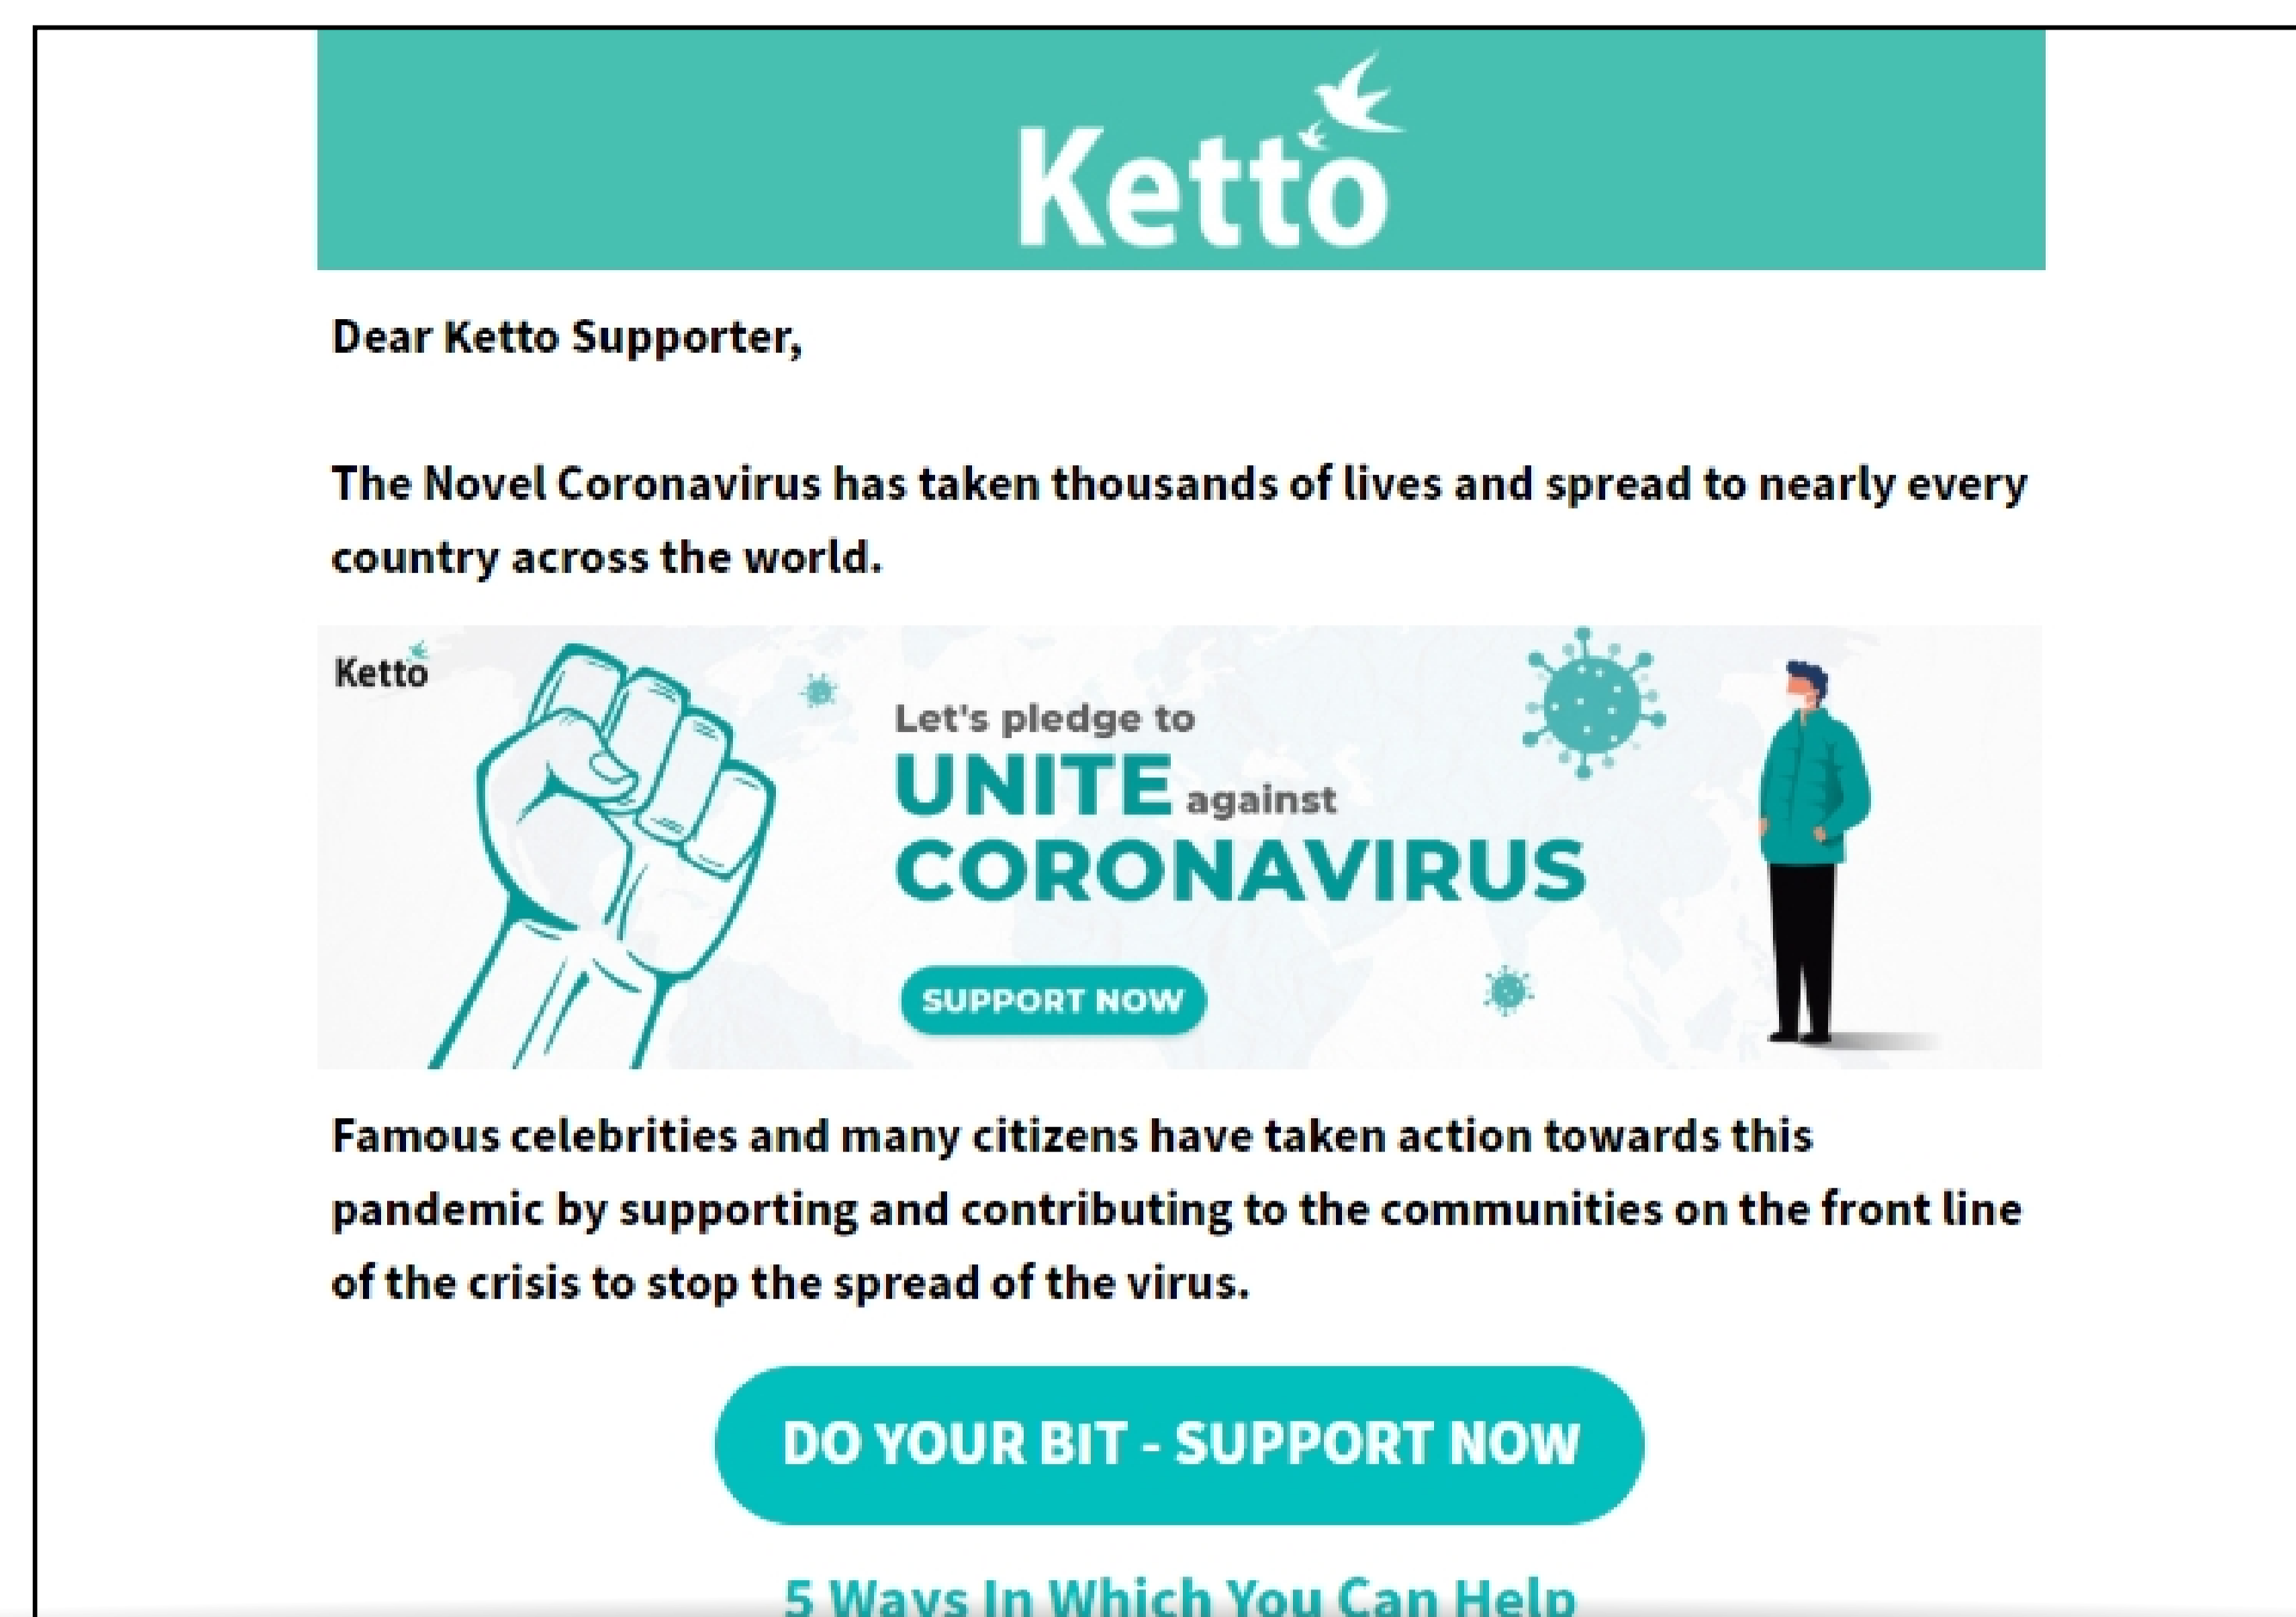 Ketto
Dear Ketto Supporter,
The Novel Coronavirus has taken thousands of lives and spread to nearly every
country across the world.
Ketto
Let's pledge to
UNITE against
CORONAVIRUS
SUPPORT NOW
Famous celebrities and many citizens have taken action towards this
pandemic by supporting and contributing to the communities on the front line
of the crisis to stop the spread of the virus.
DO YOUR BIT - SUPPORT NOW
5 Ways In Which You Can Help